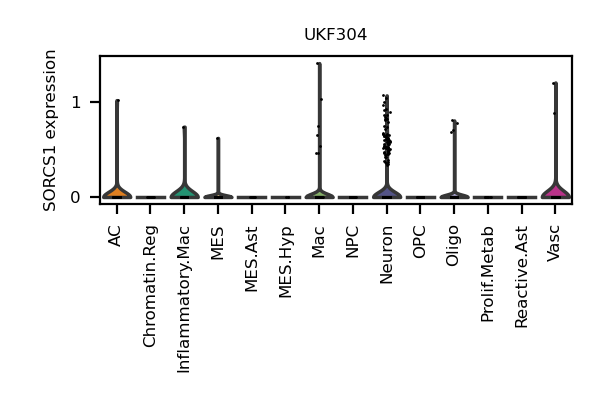 UKF304
SORCS1 expression
1
0
AC
Chromatin.Reg
Inflammatory.Mac
MES
MES.Ast
MES.Hyp
Mac
NPC
Neuron
OPC
Oligo
Prolif.Metab
Reactive.Ast
Vasc